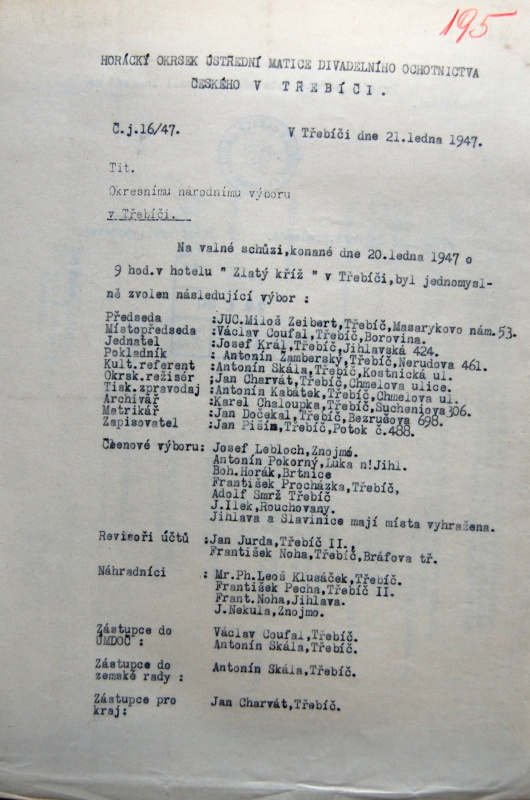 195
HORÁCKÝ OKRSEK ÚSTŘEDNÍ MATICE DIVADELNÍHO OCHOTNICTVA
ČESKÉHO V TŘEBÍČI.
Č.j.16/47. V Třebíči dne 21.ledna 1947.
Tit.
Okresnímu národnímu výboru
v Třebíči.
Na valné schůzi,konané dne 20.ledna 1947 o
9 hod.v hotelu " Zlatý kříž " v Třebíči,byl jednomysl-
ně zvolen následující výbor :
Předseda :JUC.Miloš Zeibert,Třebíč,Masarykovo nám.53.
Místopředseda :Václav Coufal,Třebíč,Borovina.
Jednatel :Josef Král,Třebíč,Jihlavská 424.
Pokladník : Antonín Žamberský,Třebíč,Nerudova 461.
Kult.referent :Antonín Skála,Třebíč,Kostnická ul.
Okrsk.režisér :Jan Charvát,Třebíč,Chmelova ulice.
Tisk.zpravodaj :Antonín Kabátek,Třebíč,Chmelova ul.
Archivář :Karel Chaloupka,Třebíč,Sucheniova306.
Matrikář :Jan Dočekal,Třebíč,Bezrušova 698.
Zapisovatel :Jan Pišín,Třebíč,Potok č.488.
Členové výboru: Josef Lebloch,Znojmo.
Antonín Pokorný,Luka n!Jihl.
Boh.Horák,Brtnice
František Procházka,Třebíč,
Adolf Smrž Třebíč
J.Ilek,Rouchovany.
Jihlava a Slavinice mají místa vyhražena.
Revisoři účtů :Jan Jurda,Třebíč II.,
František Noha,Třebíč,Bráfova tř.
Náhradníci : Mr.Ph.Leoš Klusáček,Třebíč.
František Pecha,Třebíč II.
Frant.Noha,Jihlava.
J.Nekula,Znojmo.
Zástupce do Václav Coufal,Třebíč.
ÚMDOČ : Antonín Skála,Třebíč.
Zástupce do Antonín Skála,Třebíč.
zemské rady :
Zástupce pro Jan Charvát,Třebíč.
kraj: